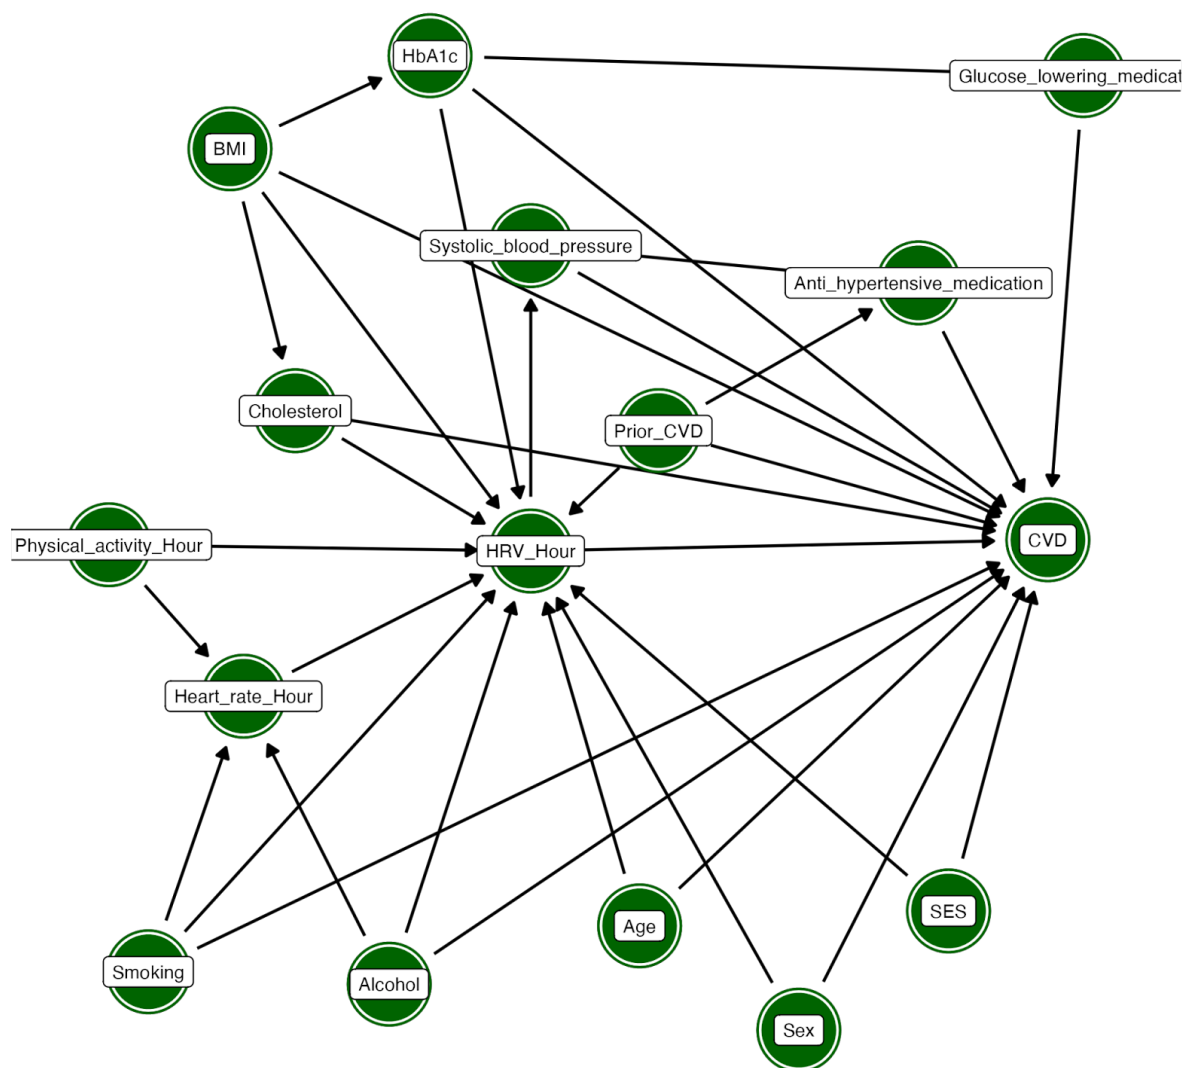 HbA1c
Glucose_lowering_medicat
BMI
Systolic_blood_pressure
Anti_hypertensive_medication
Cholesterol
Prior_CVD
Physical_activity_Hour
HRV_Hour
CVD
Heart_rate_Hour
Age
SES
Smoking
Alcohol
Sex